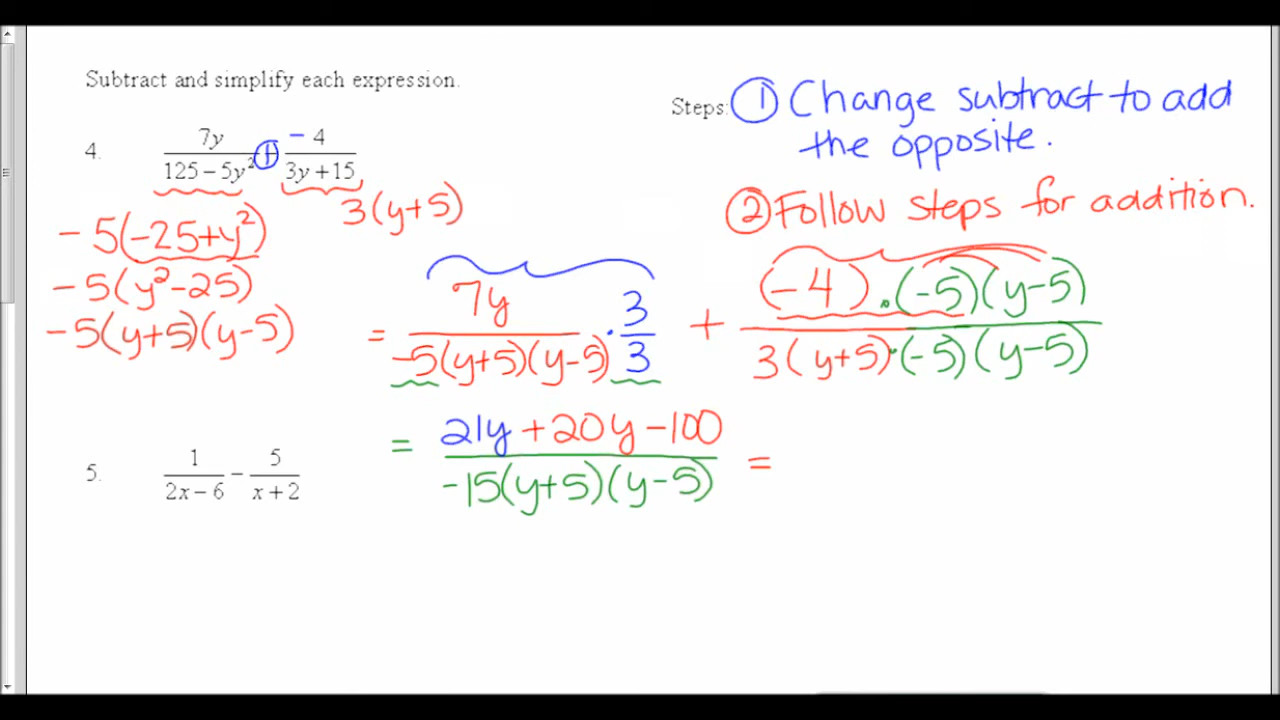 Subtract and simplify each expression.
Steps: ① Change subtract to add
the opposite.
② Follow steps for addition.
4. 7y/(125 − 5y²) ① −4/(3y + 15)
−5(−25+y²) 3(y+5)
−5(y²−25)
−5(y+5)(y−5)
= 7y/(−5(y+5)(y−5)) · 3/3 + (−4)·(−5)(y−5)/(3(y+5)·(−5)(y−5))
= (21y + 20y − 100)/(−15(y+5)(y−5)) =
5. 1/(2x − 6) − 5/(x + 2)